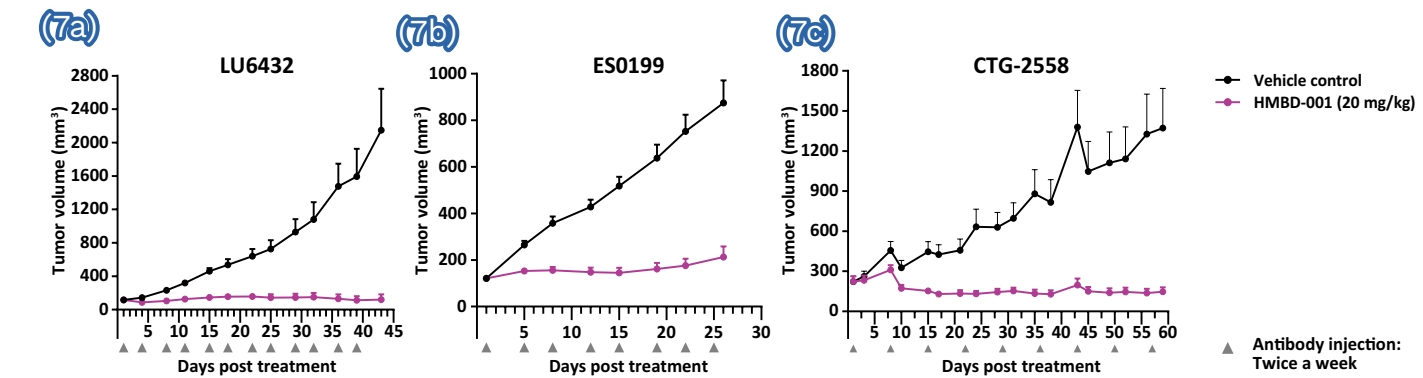 (7a)
LU6432
Tumor volume (mm³)
2800
2400
2000
1600
1200
800
400
0
5 10 15 20 25 30 35 40 45
Days post treatment
(7b)
ES0199
Tumor volume (mm³)
1000
800
600
400
200
0
5 10 15 20 25 30
Days post treatment
(7c)
CTG-2558
Tumor volume (mm³)
1800
1500
1200
900
600
300
0
5 10 15 20 25 30 35 40 45 50 55 60
Days post treatment
Vehicle control
HMBD-001 (20 mg/kg)
Antibody injection:
Twice a week